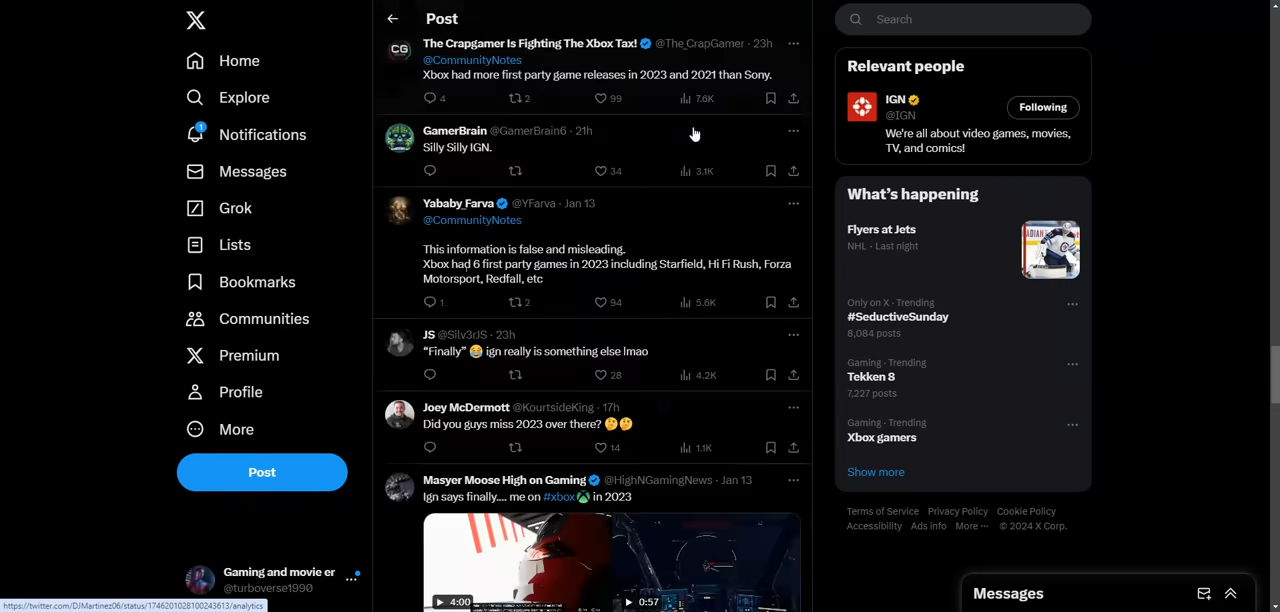 Home
Explore
1
Notifications
Messages
Grok
Lists
Bookmarks
Communities
Premium
Profile
More
Post
Gaming and movie er
@turboverse1990
https://twitter.com/DJMartinez06/status/1746201028100243613/analytics
Post
CG
The Crapgamer Is Fighting The Xbox Tax! @The_CrapGamer · 23h
@CommunityNotes
Xbox had more first party game releases in 2023 and 2021 than Sony.
4 2 99 7.6K
GamerBrain @GamerBrain6 · 21h
Silly Silly IGN.
34 3.1K
Yababy_Farva @YFarva · Jan 13
@CommunityNotes
This information is false and misleading.
Xbox had 6 first party games in 2023 including Starfield, Hi Fi Rush, Forza
Motorsport, Redfall, etc
1 2 94 5.6K
JS @Silv3rJS · 23h
“Finally” 😂 ign really is something else lmao
28 4.2K
Joey McDermott @KourtsideKing · 17h
Did you guys miss 2023 over there? 🤔🤔
14 1.1K
Masyer Moose High on Gaming @HighNGamingNews · Jan 13
Ign says finally.... me on #xbox in 2023
4:00
0:57
Search
Relevant people
IGN
@IGN
Following
We're all about video games, movies,
TV, and comics!
What's happening
Flyers at Jets
NHL · Last night
Only on X · Trending
#SeductiveSunday
8,084 posts
Gaming · Trending
Tekken 8
7,227 posts
Gaming · Trending
Xbox gamers
Show more
Terms of Service Privacy Policy Cookie Policy
Accessibility Ads info More ··· © 2024 X Corp.
Messages